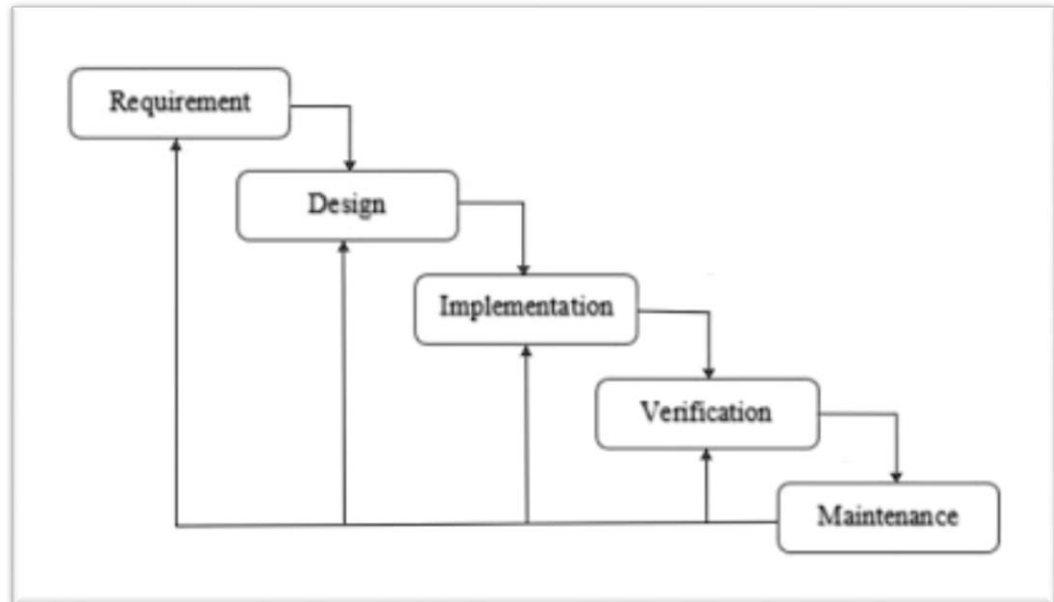 Requirement
Design
Implementation
Verification
Maintenance